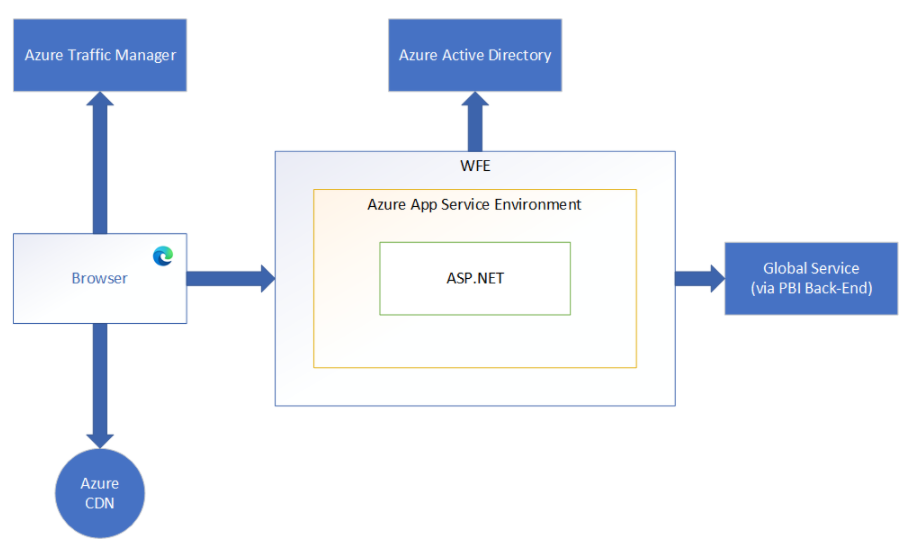 Azure Traffic Manager
Azure Active Directory
WFE
Azure App Service Environment
Browser
ASP.NET
Global Service
(via PBI Back-End)
Azure
CDN